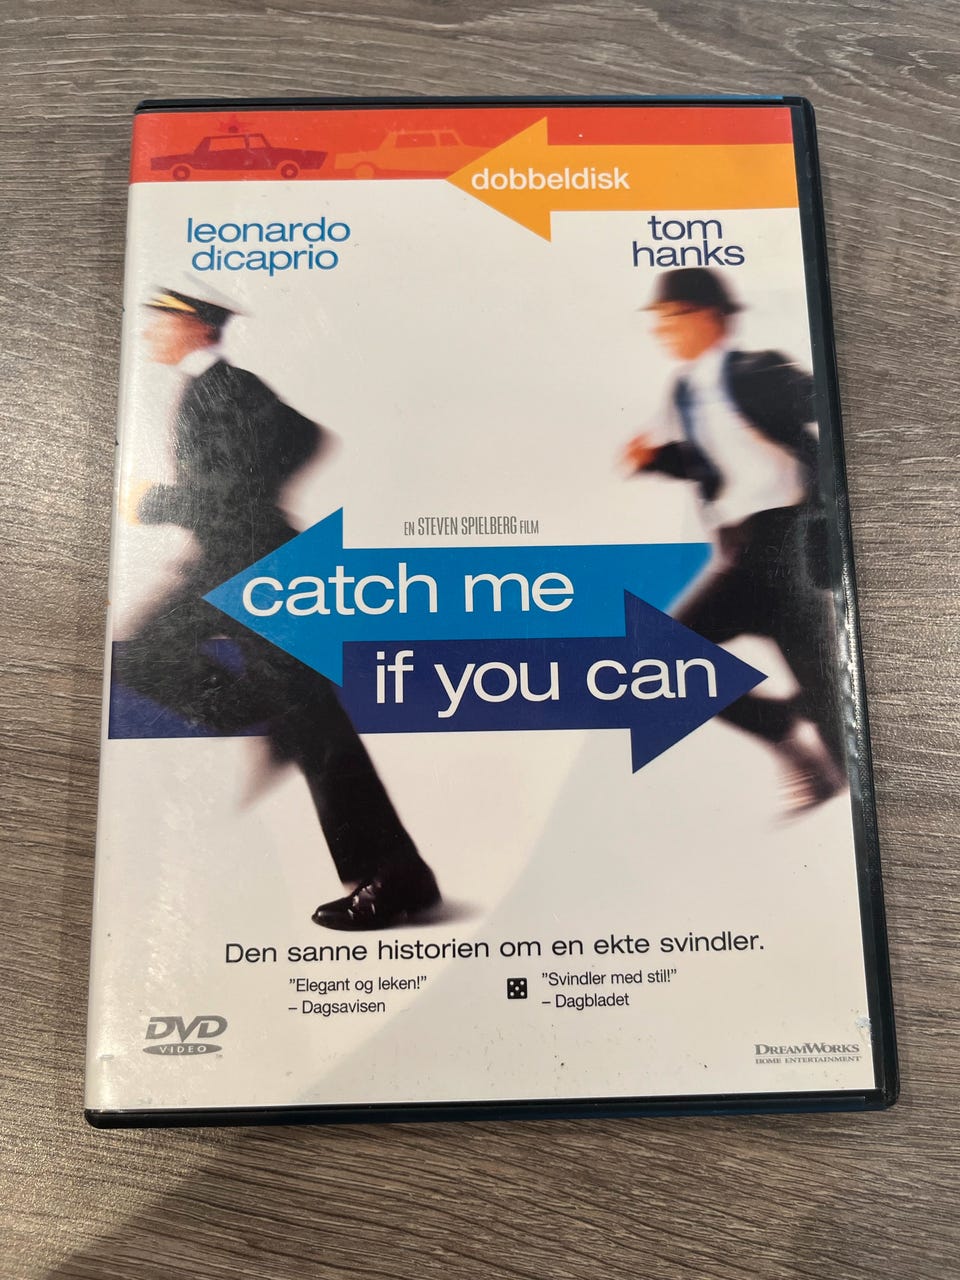 dobbeldisk
leonardo
dicaprio
tom
hanks
EN STEVEN SPIELBERG FILM
catch me
if you can
Den sanne historien om en ekte svindler.
"Elegant og leken!"
– Dagsavisen
"Svindler med stil!"
– Dagbladet
DVD
VIDEO
TM
DREAMWORKS
HOME ENTERTAINMENT